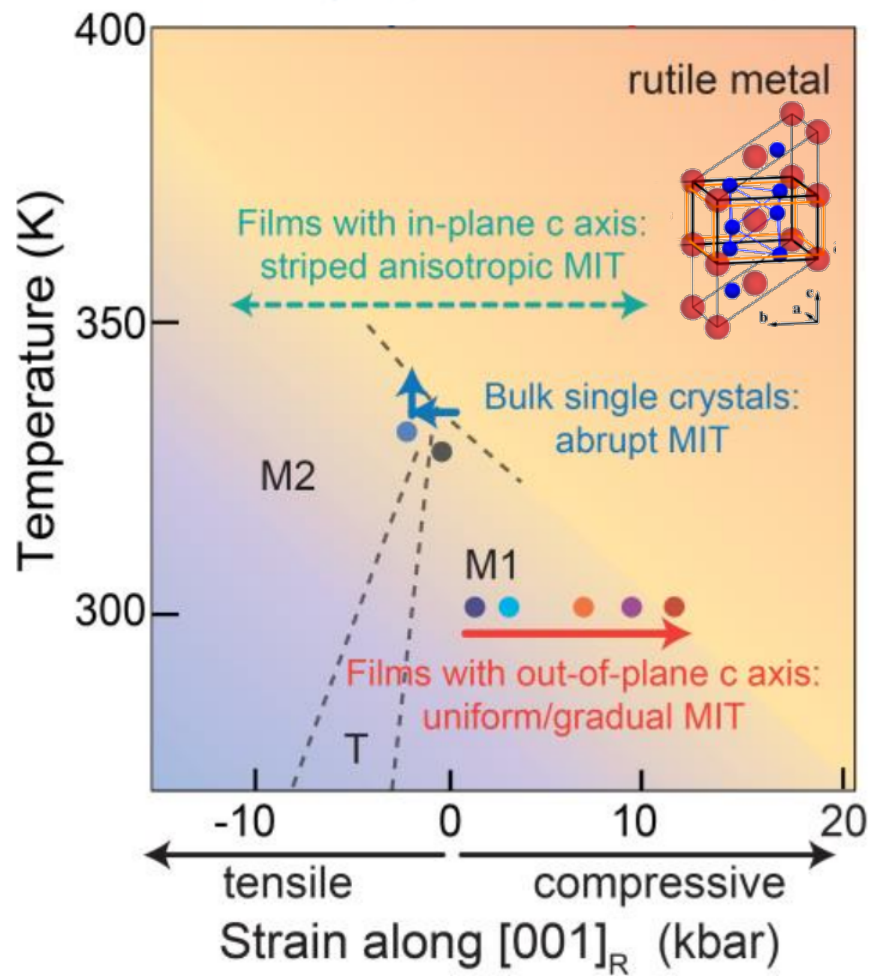 400
rutile metal
Films with in-plane c axis:
striped anisotropic MIT
c
a
b
350
Bulk single crystals:
abrupt MIT
M2
M1
300
Films with out-of-plane c axis:
uniform/gradual MIT
T
Temperature (K)
-10 0 10 20
tensile compressive
Strain along [001]R (kbar)